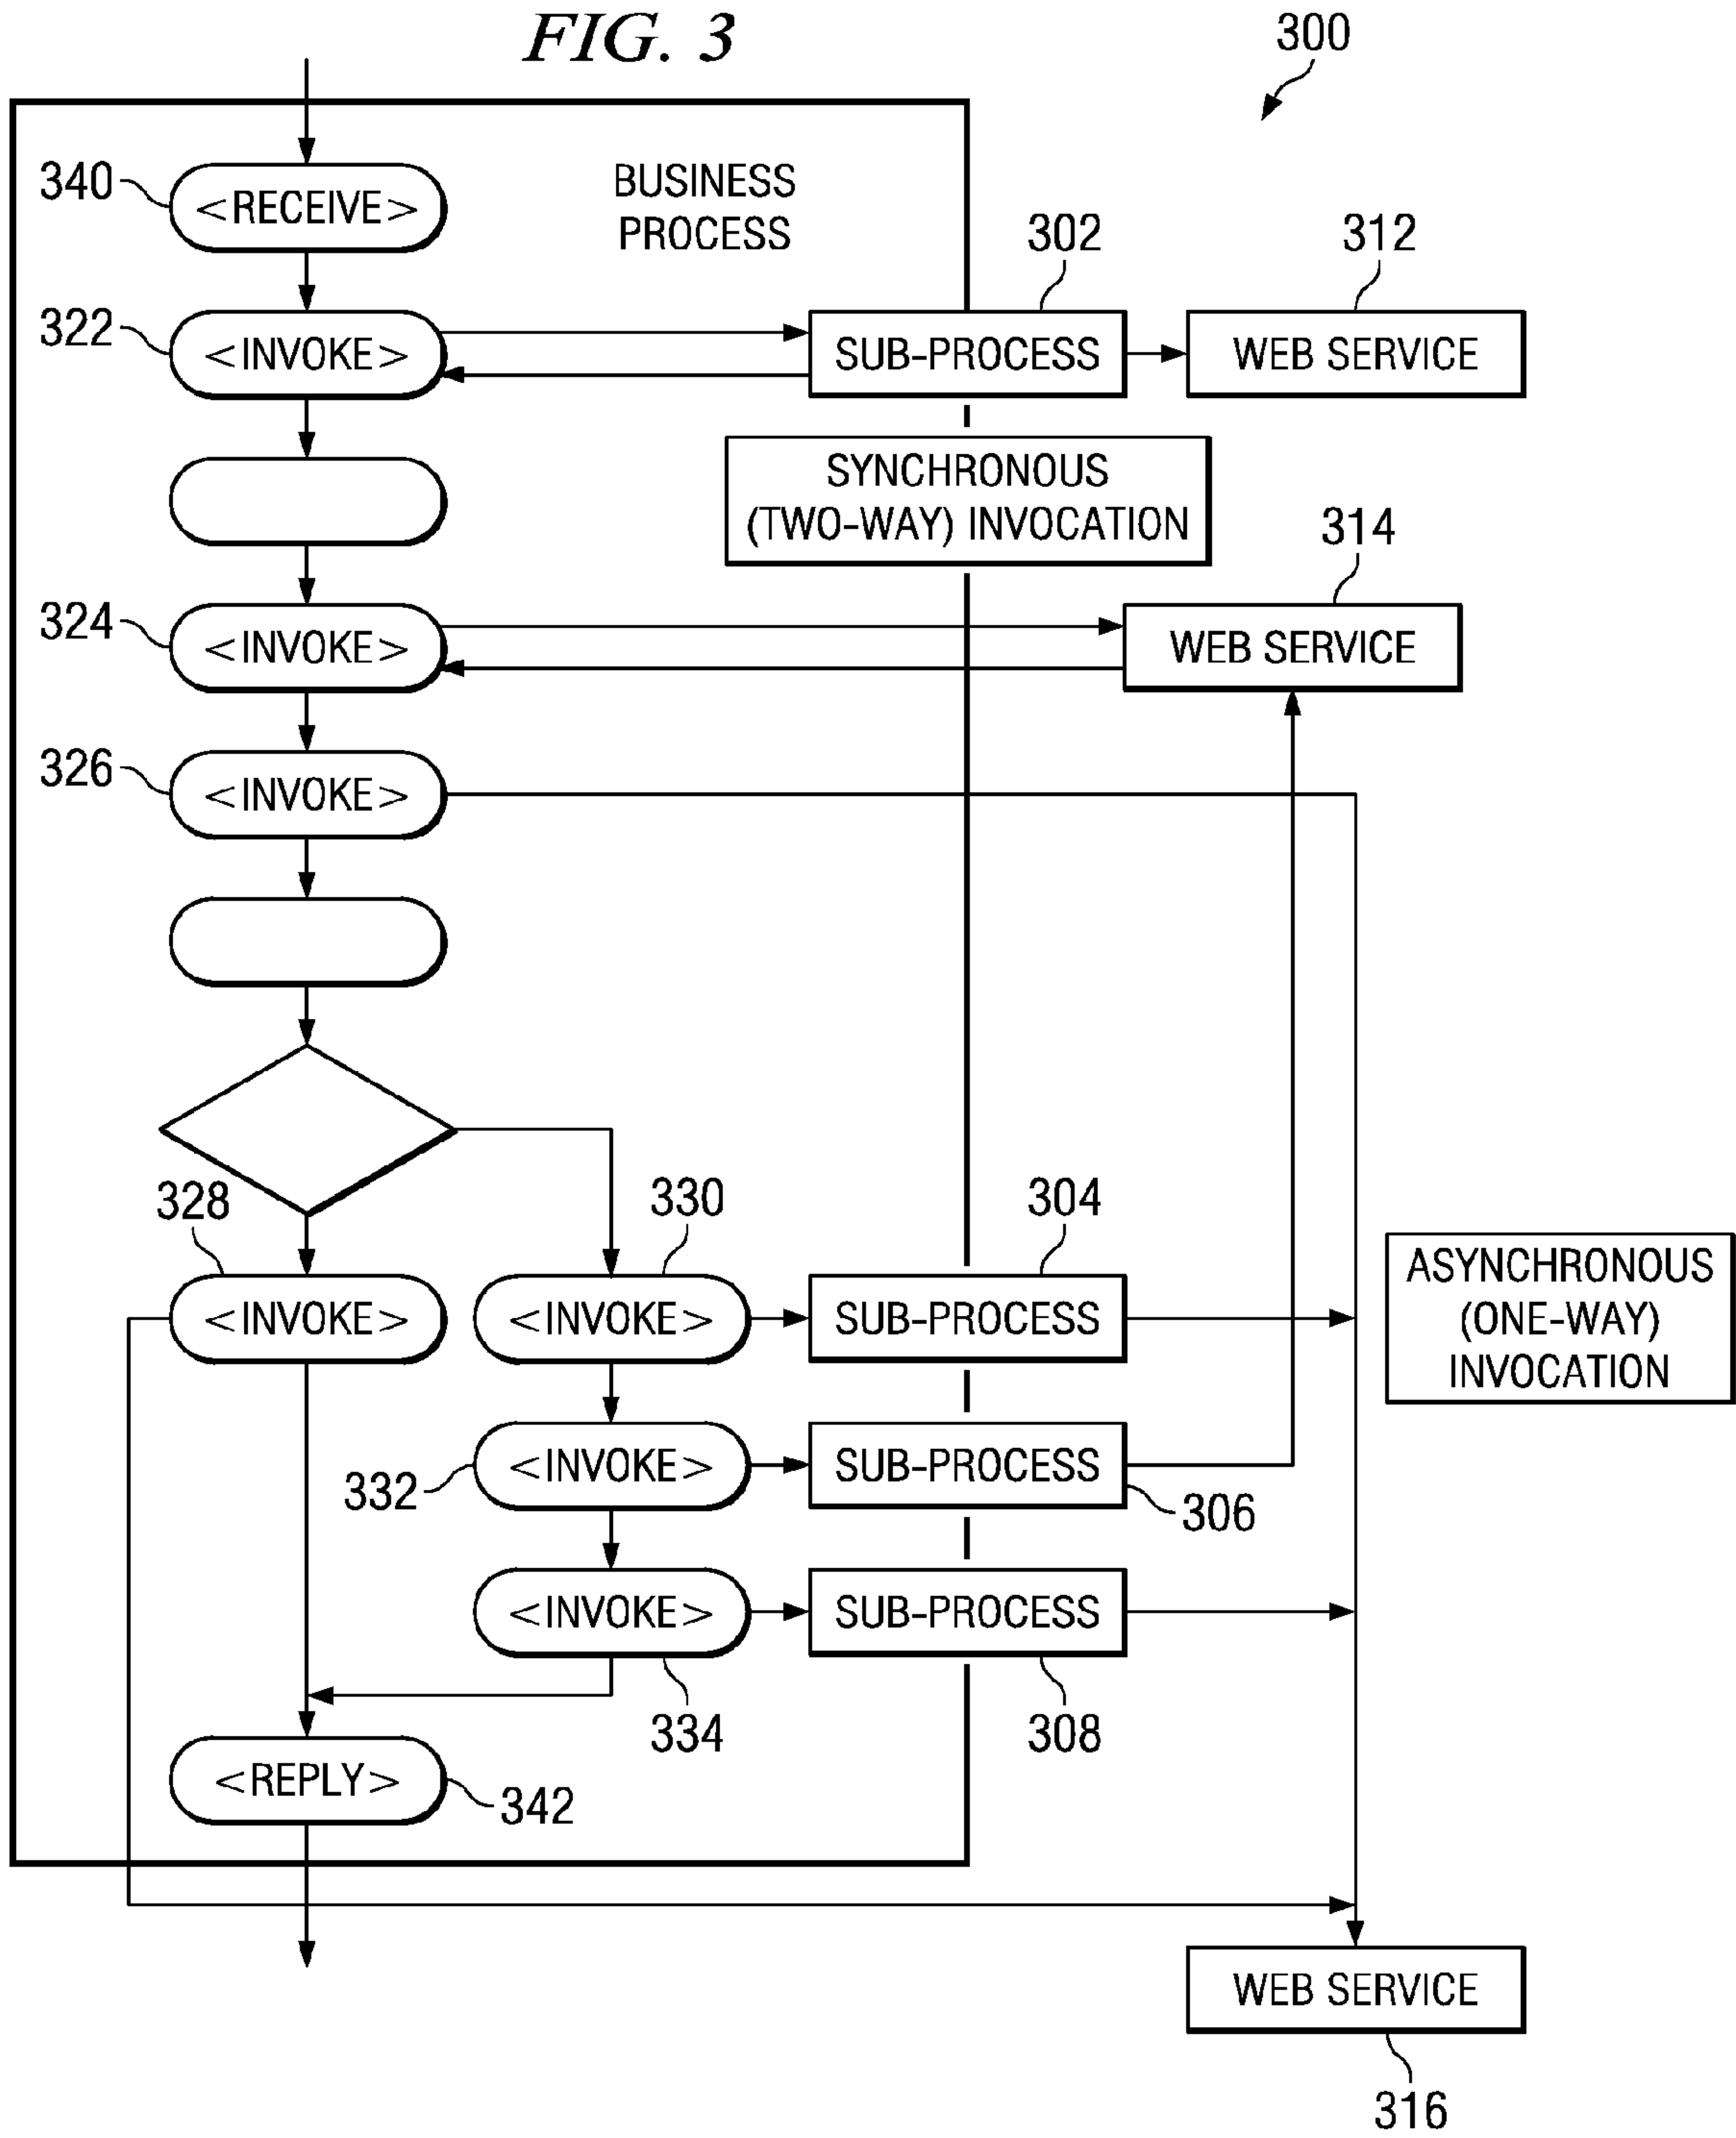 FIG. 3
300
340
<RECEIVE>
BUSINESS
PROCESS
302
312
322
<INVOKE>
SUB-PROCESS
WEB SERVICE
SYNCHRONOUS
(TWO-WAY) INVOCATION
314
324
<INVOKE>
WEB SERVICE
326
<INVOKE>
328
330
304
<INVOKE>
<INVOKE>
SUB-PROCESS
ASYNCHRONOUS
(ONE-WAY)
INVOCATION
332
<INVOKE>
SUB-PROCESS
306
<INVOKE>
SUB-PROCESS
334
308
<REPLY>
342
WEB SERVICE
316